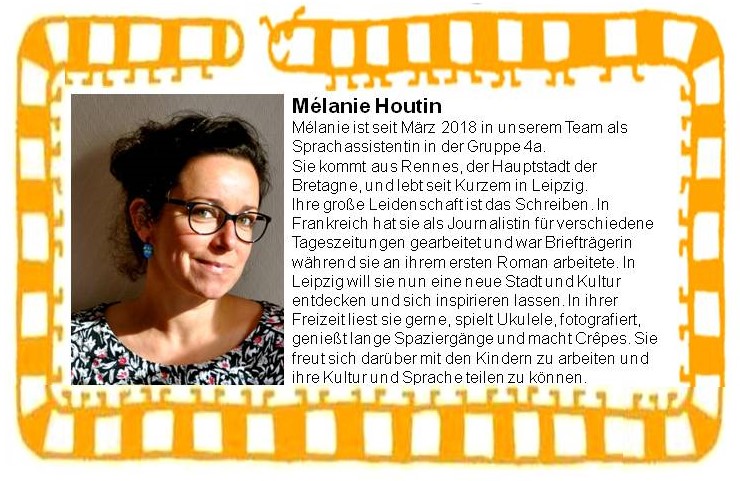 Mélanie Houtin
Mélanie ist seit März 2018 in unserem Team als
Sprachassistentin in der Gruppe 4a.
Sie kommt aus Rennes, der Hauptstadt der
Bretagne, und lebt seit Kurzem in Leipzig.
Ihre große Leidenschaft ist das Schreiben. In
Frankreich hat sie als Journalistin für verschiedene
Tageszeitungen gearbeitet und war Briefträgerin
während sie an ihrem ersten Roman arbeitete. In
Leipzig will sie nun eine neue Stadt und Kultur
entdecken und sich inspirieren lassen. In ihrer
Freizeit liest sie gerne, spielt Ukulele, fotografiert,
genießt lange Spaziergänge und macht Crêpes. Sie
freut sich darüber mit den Kindern zu arbeiten und
ihre Kultur und Sprache teilen zu können.